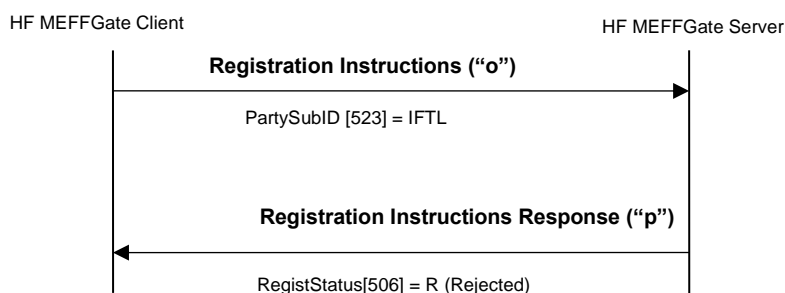 HF MEFFGate Client
HF MEFFGate Server
Registration Instructions (“o”)
PartySubID [523] = IFTL
Registration Instructions Response (“p”)
RegistStatus[506] = R (Rejected)